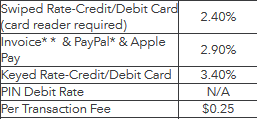 Swiped Rate-Credit/Debit Card
(card reader required)
2.40%
Invoice** & PayPal* & Apple
Pay
2.90%
Keyed Rate-Credit/Debit Card 3.40%
PIN Debit Rate N/A
Per Transaction Fee $0.25